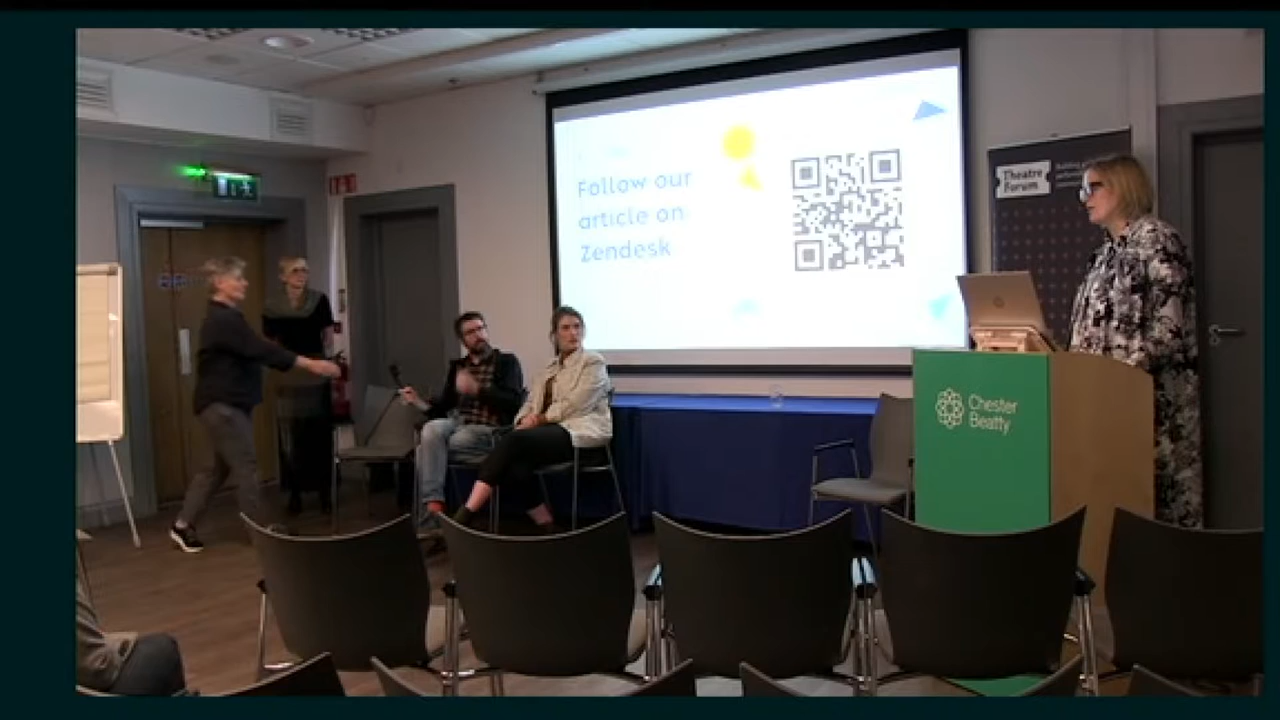 Follow our
article on
Zendesk
Theatre
Forum
Chester
Beatty